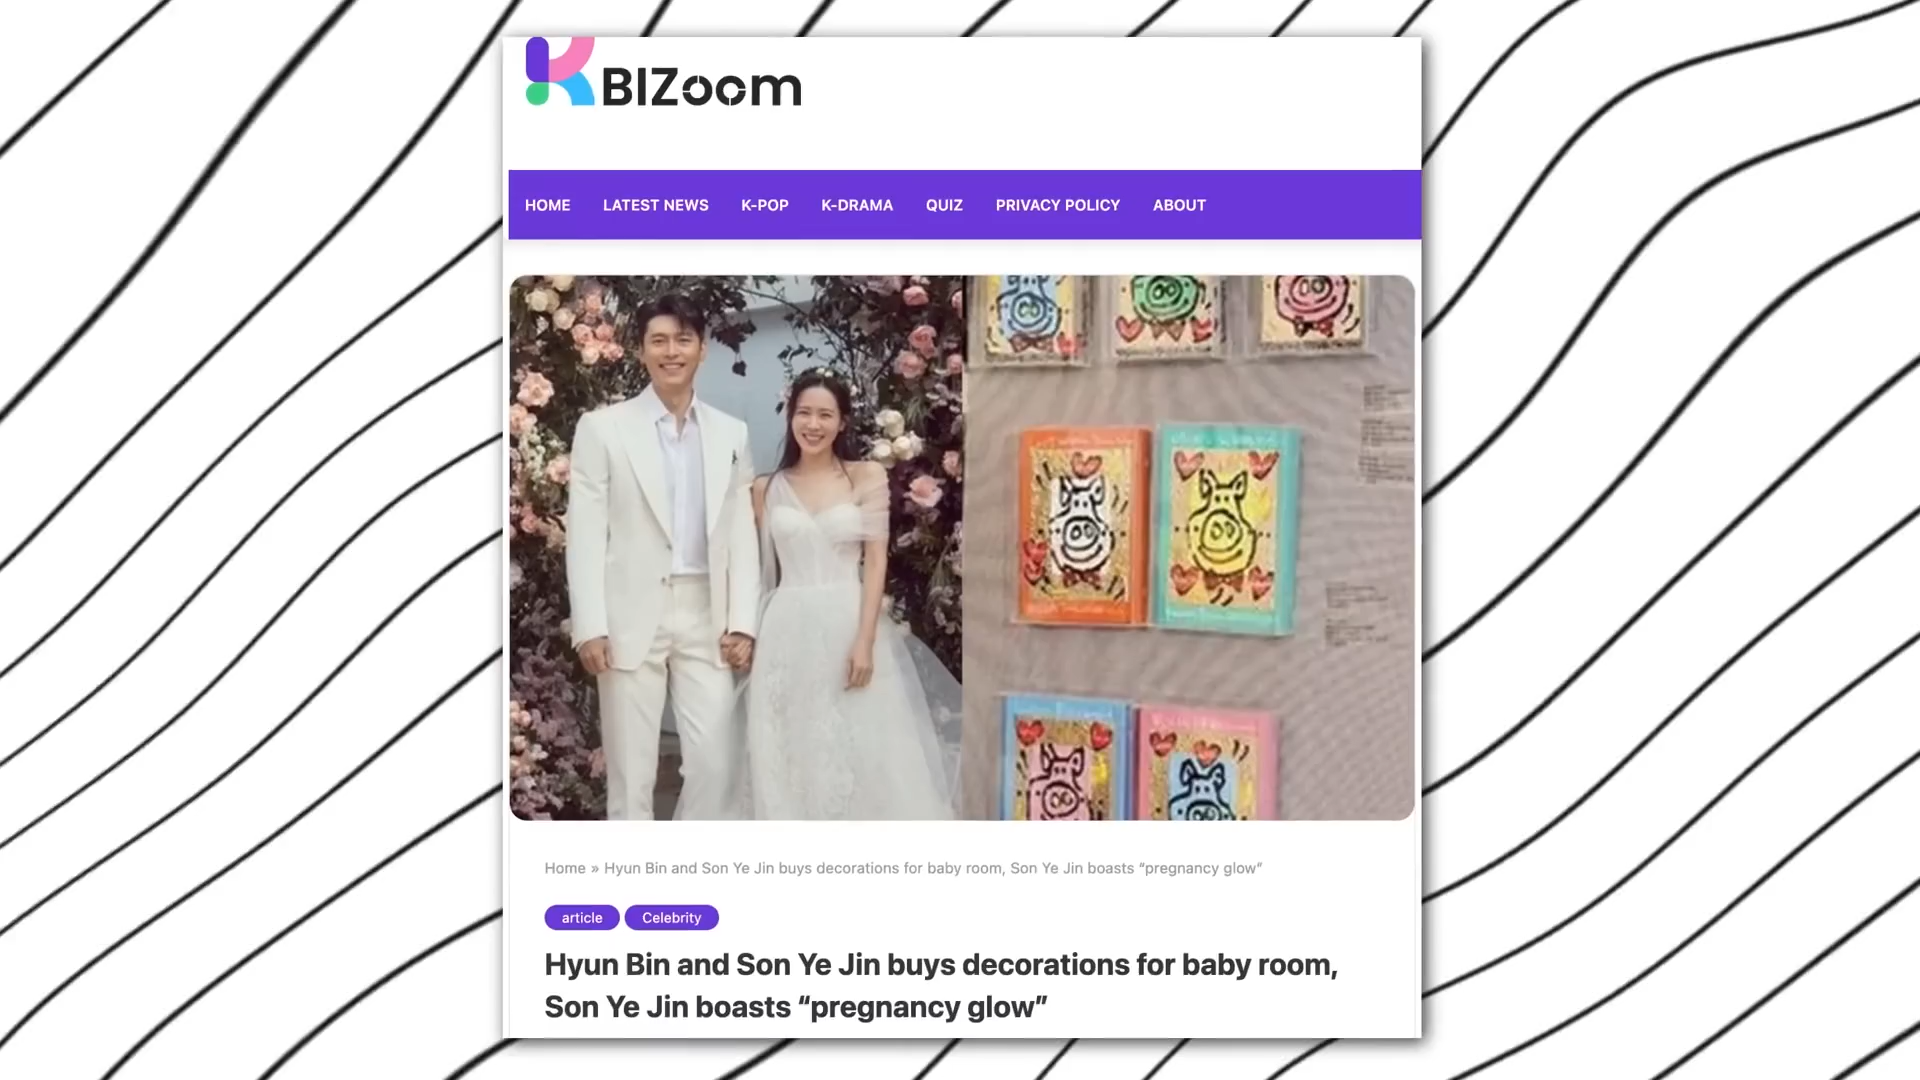 KBIZoom
HOME LATEST NEWS K-POP K-DRAMA QUIZ PRIVACY POLICY ABOUT
Home » Hyun Bin and Son Ye Jin buys decorations for baby room, Son Ye Jin boasts “pregnancy glow”
article Celebrity
Hyun Bin and Son Ye Jin buys decorations for baby room,
Son Ye Jin boasts “pregnancy glow”